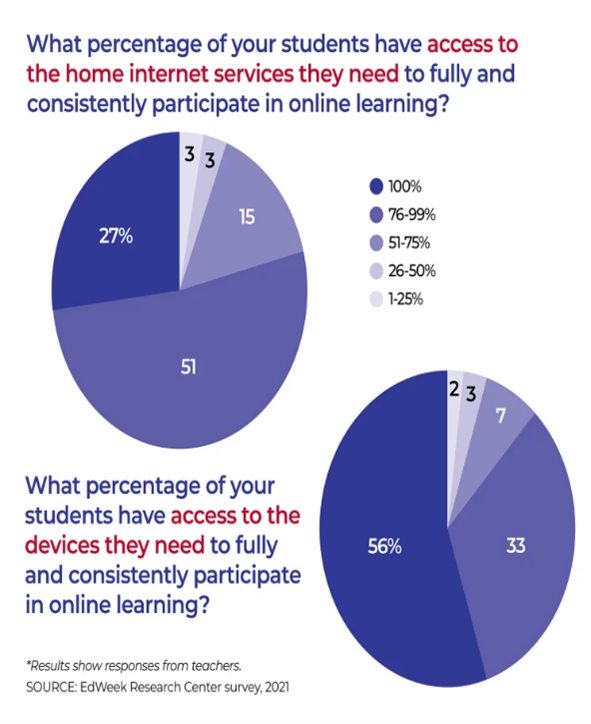 What percentage of your students have access to
the home internet services they need to fully and
consistently participate in online learning?
3
3
15
27%
51
100%
76-99%
51-75%
26-50%
1-25%
2
3
7
56%
33
What percentage of your
students have access to the
devices they need to fully
and consistently participate
in online learning?
*Results show responses from teachers.
SOURCE: EdWeek Research Center survey, 2021